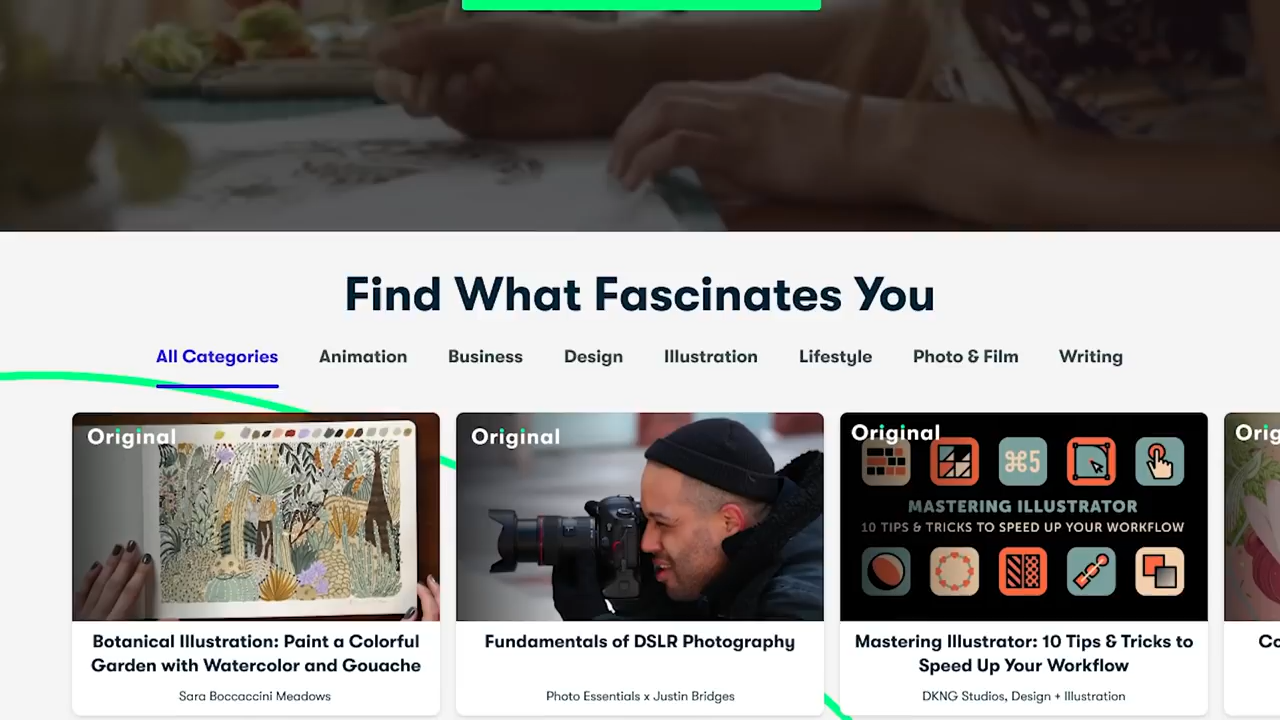 Find What Fascinates You
All Categories Animation Business Design Illustration Lifestyle Photo & Film Writing
Original
Original
Original
⌘5
MASTERING ILLUSTRATOR
10 TIPS & TRICKS TO SPEED UP YOUR WORKFLOW
Botanical Illustration: Paint a Colorful
Garden with Watercolor and Gouache
Sara Boccaccini Meadows
Fundamentals of DSLR Photography
Photo Essentials x Justin Bridges
Mastering Illustrator: 10 Tips & Tricks to
Speed Up Your Workflow
DKNG Studios, Design + Illustration